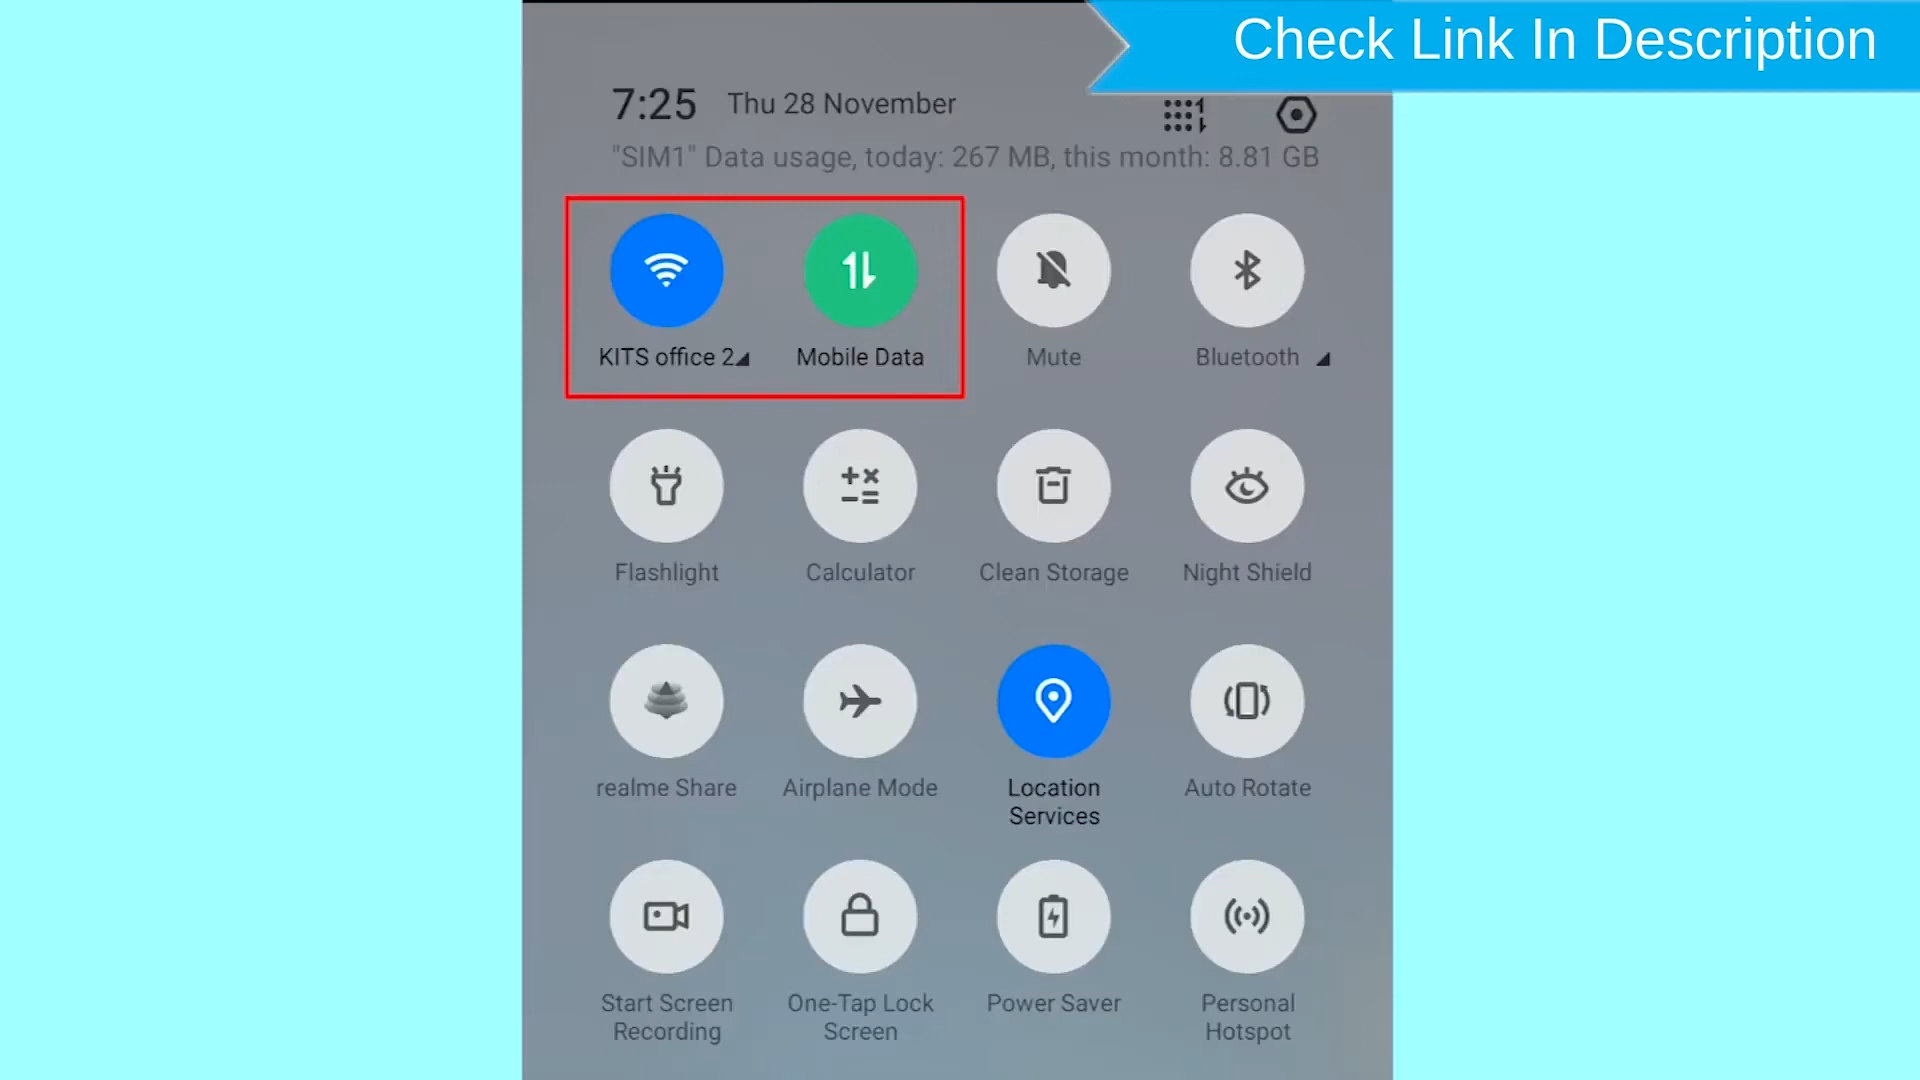 Check Link In Description
7:25 Thu 28 November
"SIM1" Data usage, today: 267 MB, this month: 8.81 GB
KITS office 2 Mobile Data Mute Bluetooth
Flashlight Calculator Clean Storage Night Shield
realme Share Airplane Mode Location Auto Rotate
Services
Start Screen One-Tap Lock Power Saver Personal
Recording Screen Hotspot